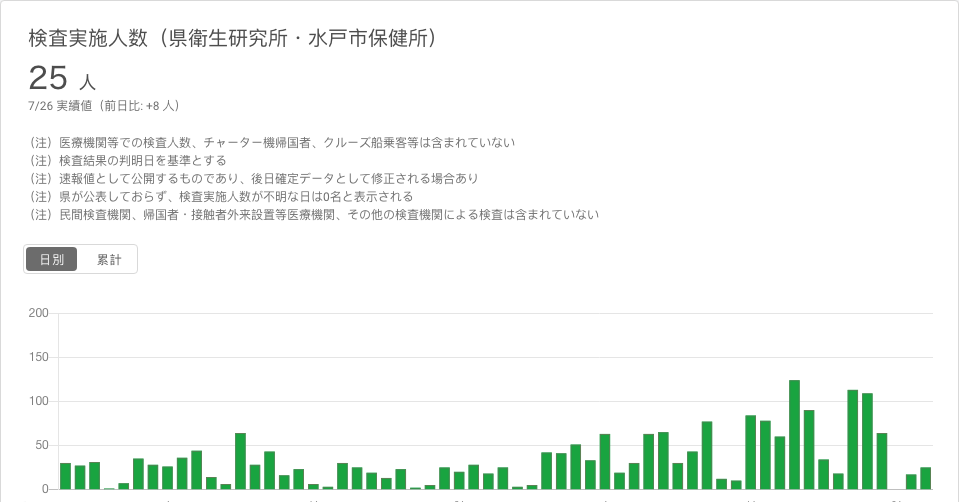 検査実施人数（県衛生研究所・水戸市保健所）
25 人
7/26 実績値（前日比: +8 人）
（注）医療機関等での検査人数、チャーター機帰国者、クルーズ船乗客等は含まれていない
（注）検査結果の判明日を基準とする
（注）速報値として公開するものであり、後日確定データとして修正される場合あり
（注）県が公表しておらず、検査実施人数が不明な日は0名と表示される
（注）民間検査機関、帰国者・接触者外来設置等医療機関、その他の検査機関による検査は含まれていない
日別 累計
200
150
100
50
0